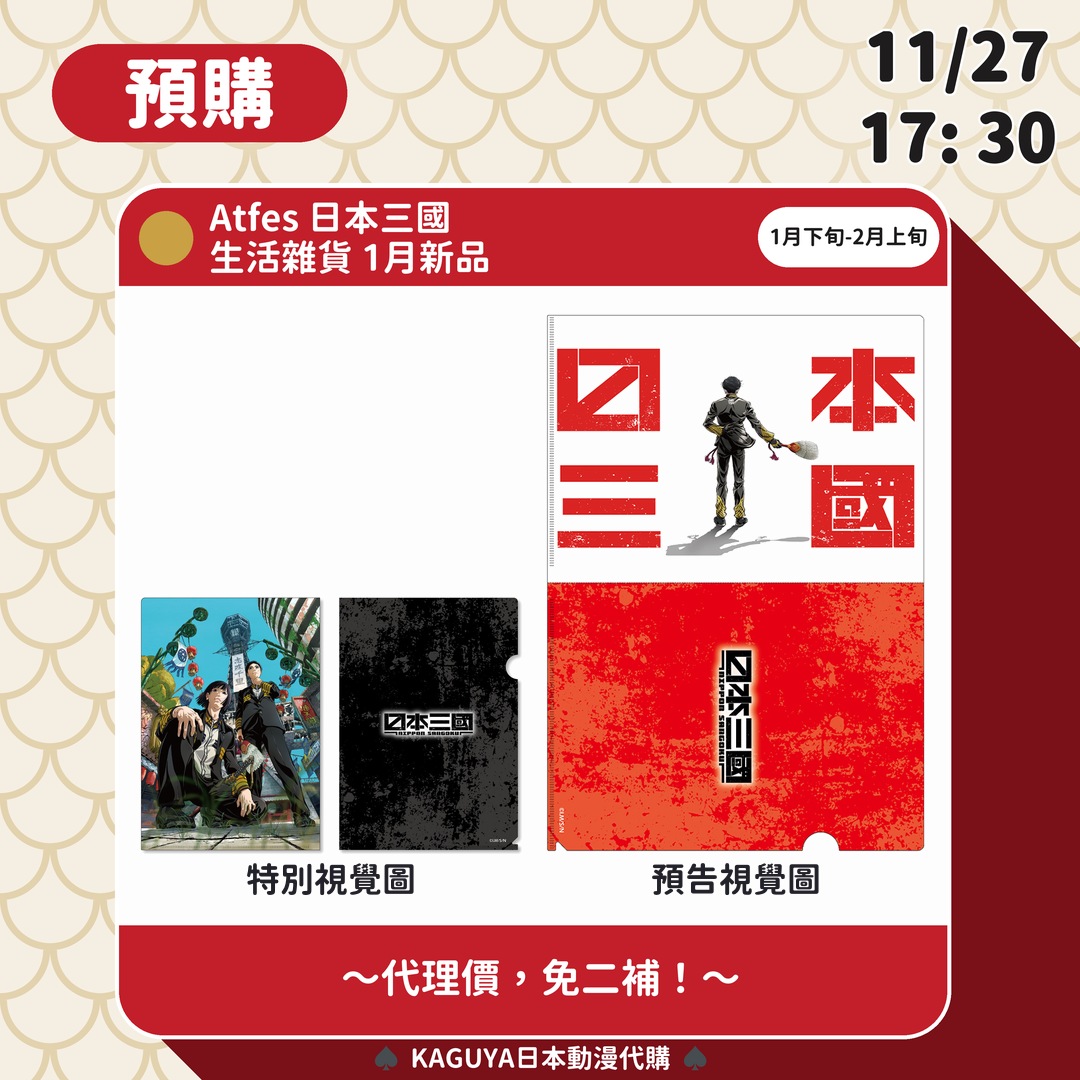 預購
11/27
17: 30
Atfes 日本三國
生活雜貨 1月新品
1月下旬-2月上旬
日本
三國
日本三國
NIPPON SANGOKU
日本三國
NIPPON SANGOKU
特別視覺圖
預告視覺圖
～代理價，免二補！～
♠ KAGUYA日本動漫代購 ♠